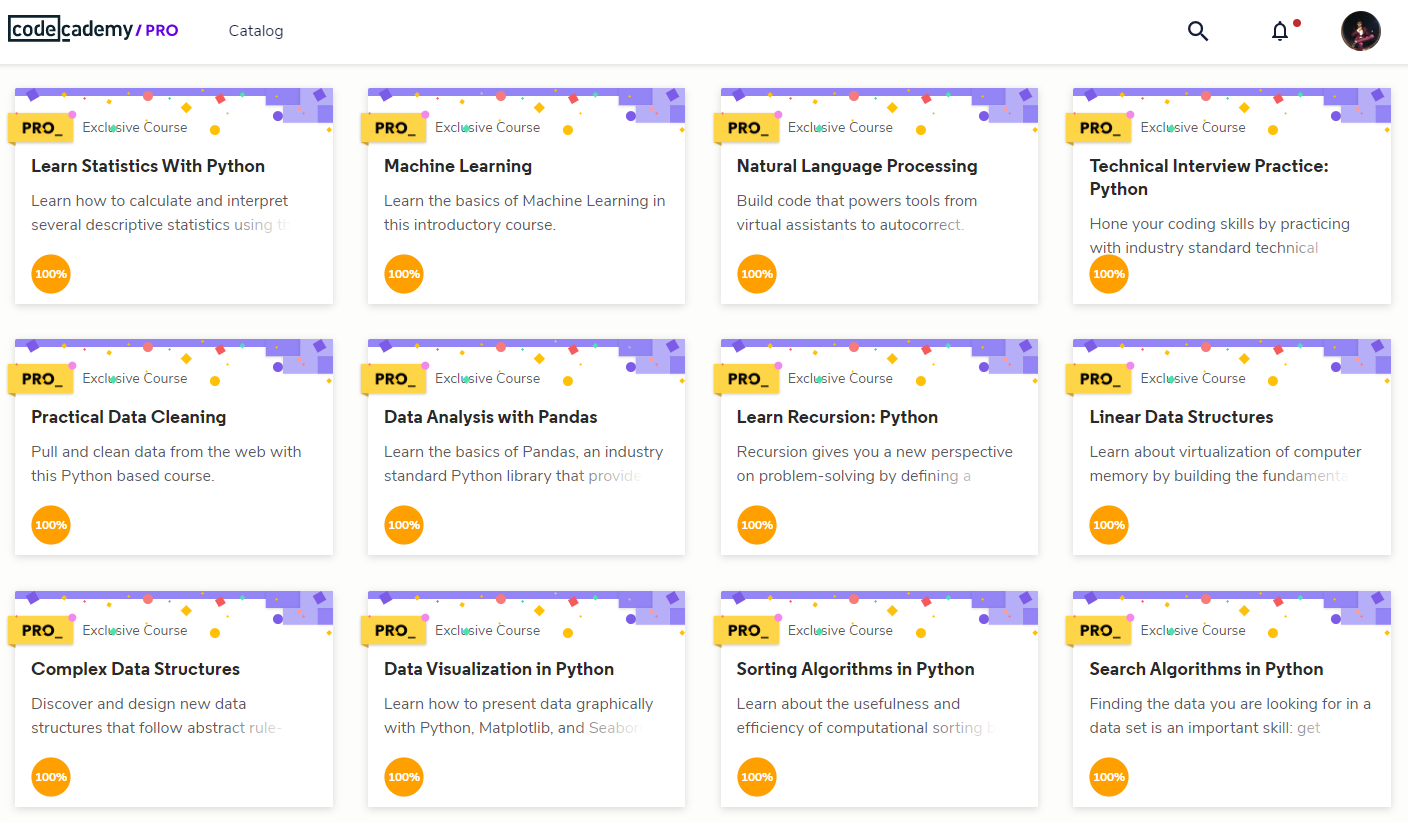 codecademy / PRO Catalog
PRO_ Exclusive Course
Learn Statistics With Python
Learn how to calculate and interpret
several descriptive statistics using
100%
PRO_ Exclusive Course
Machine Learning
Learn the basics of Machine Learning in
this introductory course.
100%
PRO_ Exclusive Course
Natural Language Processing
Build code that powers tools from
virtual assistants to autocorrect.
100%
PRO_ Exclusive Course
Technical Interview Practice:
Python
Hone your coding skills by practicing
with industry standard technical
100%
PRO_ Exclusive Course
Practical Data Cleaning
Pull and clean data from the web with
this Python based course.
100%
PRO_ Exclusive Course
Data Analysis with Pandas
Learn the basics of Pandas, an industry
standard Python library that provide
100%
PRO_ Exclusive Course
Learn Recursion: Python
Recursion gives you a new perspective
on problem-solving by defining a
100%
PRO_ Exclusive Course
Linear Data Structures
Learn about virtualization of computer
memory by building the fundamenta
100%
PRO_ Exclusive Course
Complex Data Structures
Discover and design new data
structures that follow abstract rule-
100%
PRO_ Exclusive Course
Data Visualization in Python
Learn how to present data graphically
with Python, Matplotlib, and Seabor
100%
PRO_ Exclusive Course
Sorting Algorithms in Python
Learn about the usefulness and
efficiency of computational sorting
100%
PRO_ Exclusive Course
Search Algorithms in Python
Finding the data you are looking for in a
data set is an important skill: get
100%